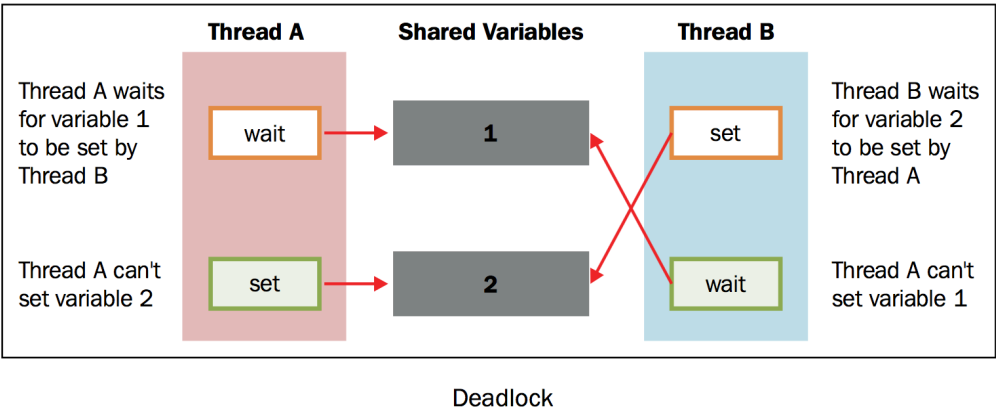 Thread A
Shared Variables
Thread B
Thread A waits
for variable 1
to be set by
Thread B
wait
1
set
Thread B waits
for variable 2
to be set by
Thread A
Thread A can't
set variable 2
set
2
wait
Thread A can't
set variable 1
Deadlock